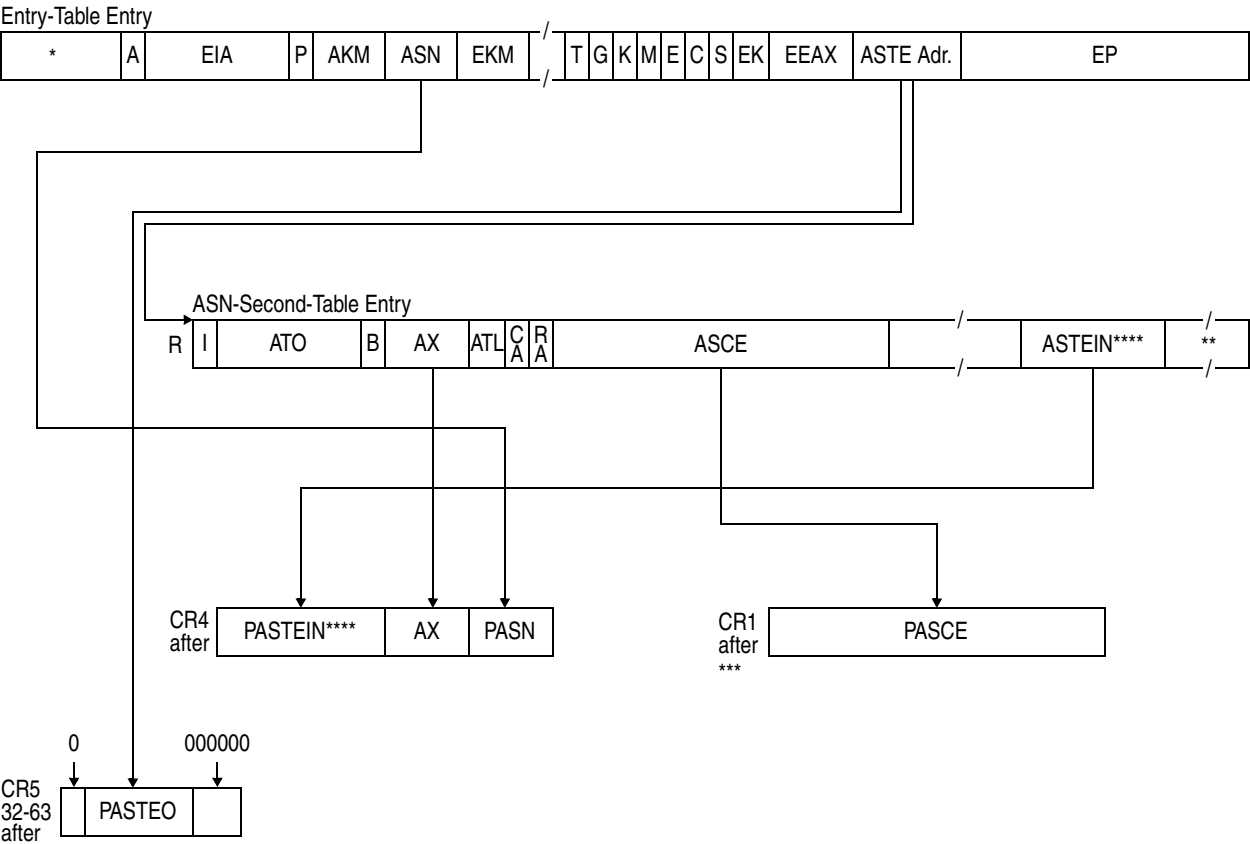 Entry-Table Entry
* A EIA P AKM ASN EKM / / T G K M E C S EK EEAX ASTE Adr. EP
ASN-Second-Table Entry
R I ATO B AX ATL CA RA ASCE / / ASTEIN**** / ** /
CR4 after PASTEIN**** AX PASN
CR1 after *** PASCE
0 000000
CR5 32-63 after PASTEO